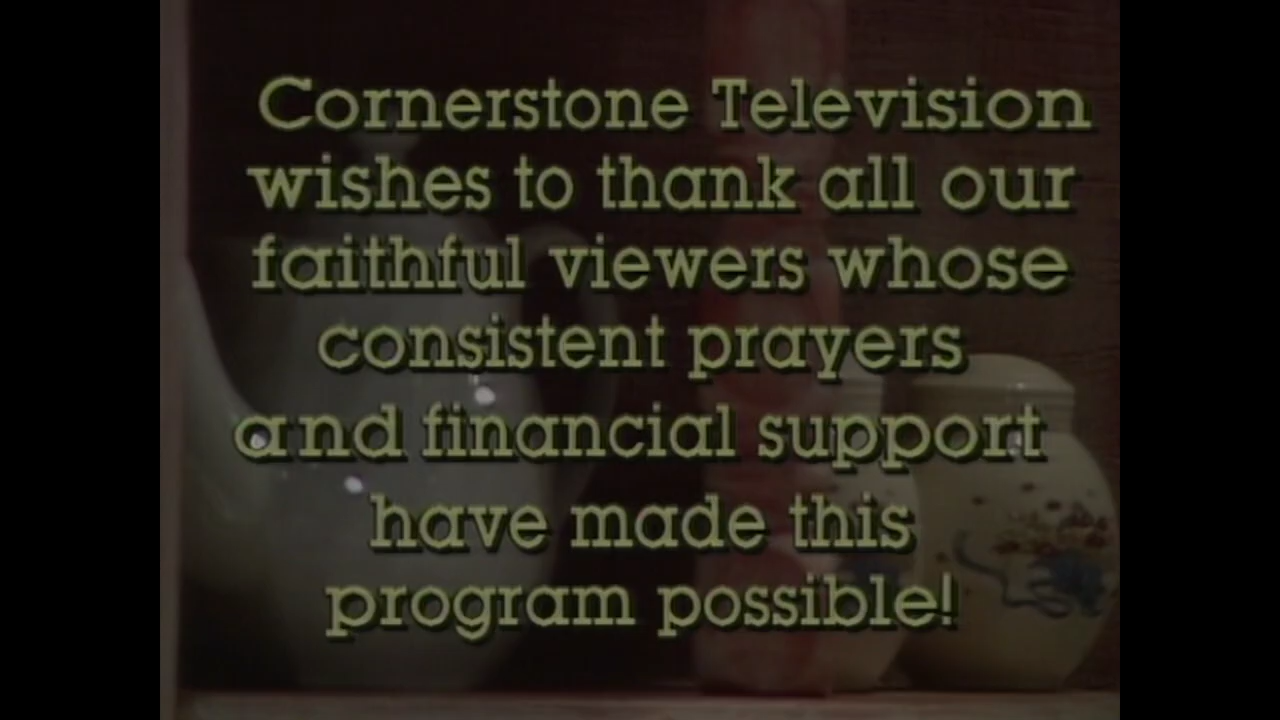 Cornerstone Television
wishes to thank all our
faithful viewers whose
consistent prayers
and financial support
have made this
program possible!